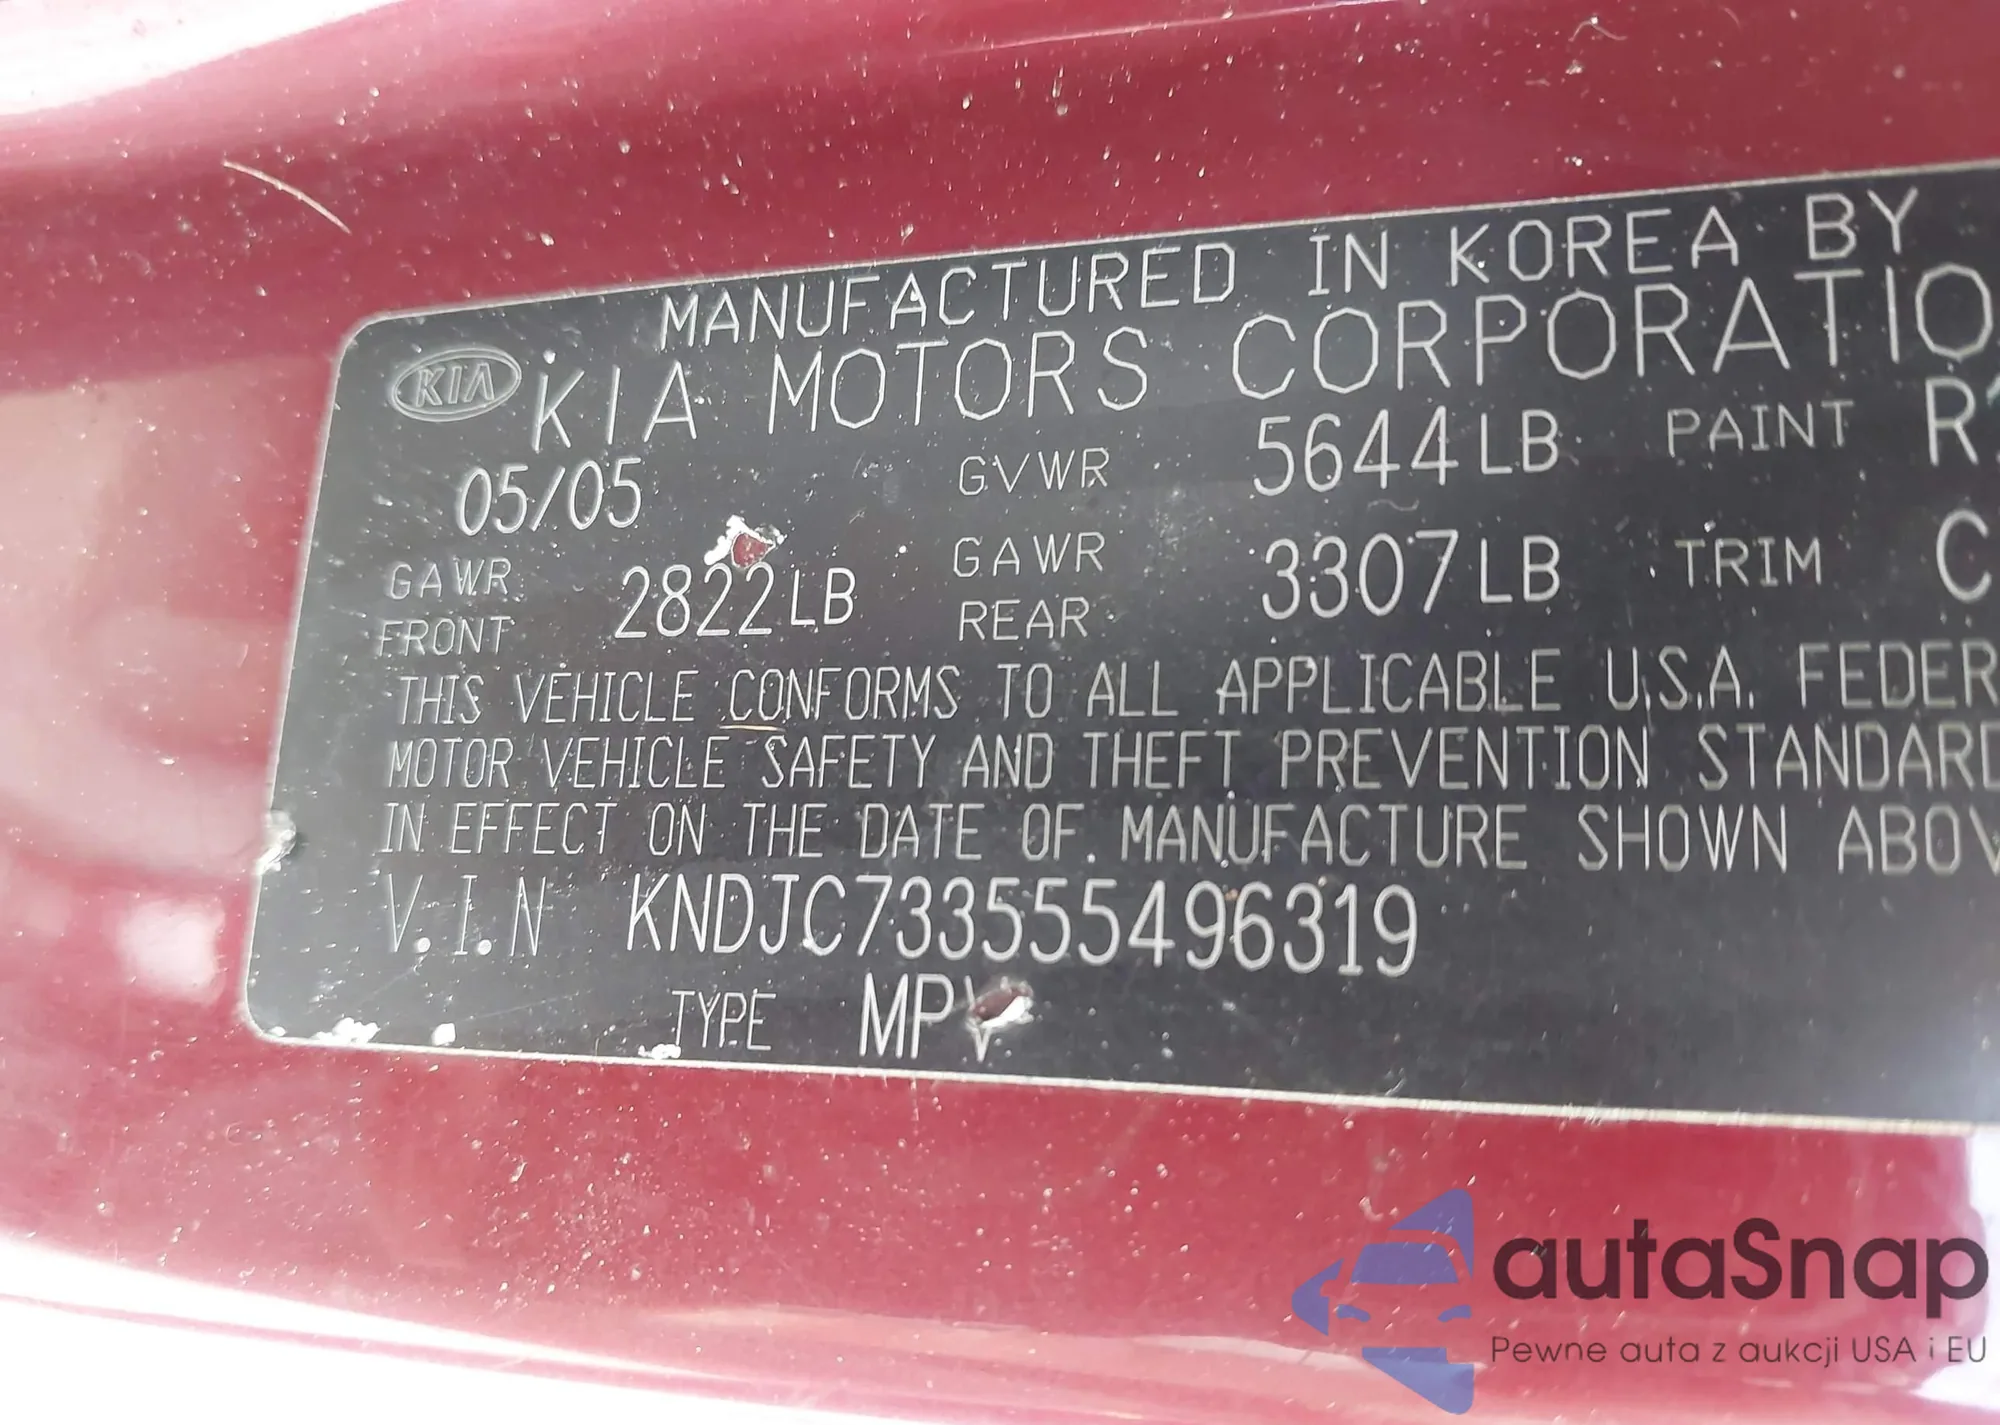 MANUFACTURED IN KOREA BY
KIA KIA MOTORS CORPORATIO
05/05 GVWR 5644LB PAINT R
GAWR FRONT 2822LB GAWR REAR 3307LB TRIM C
THIS VEHICLE CONFORMS TO ALL APPLICABLE U.S.A. FEDER
MOTOR VEHICLE SAFETY AND THEFT PREVENTION STANDARD
IN EFFECT ON THE DATE OF MANUFACTURE SHOWN ABOV
V.I.N KNDJC733555496319
TYPE MPV
autaSnap
Pewne auta z aukcji USA i EU